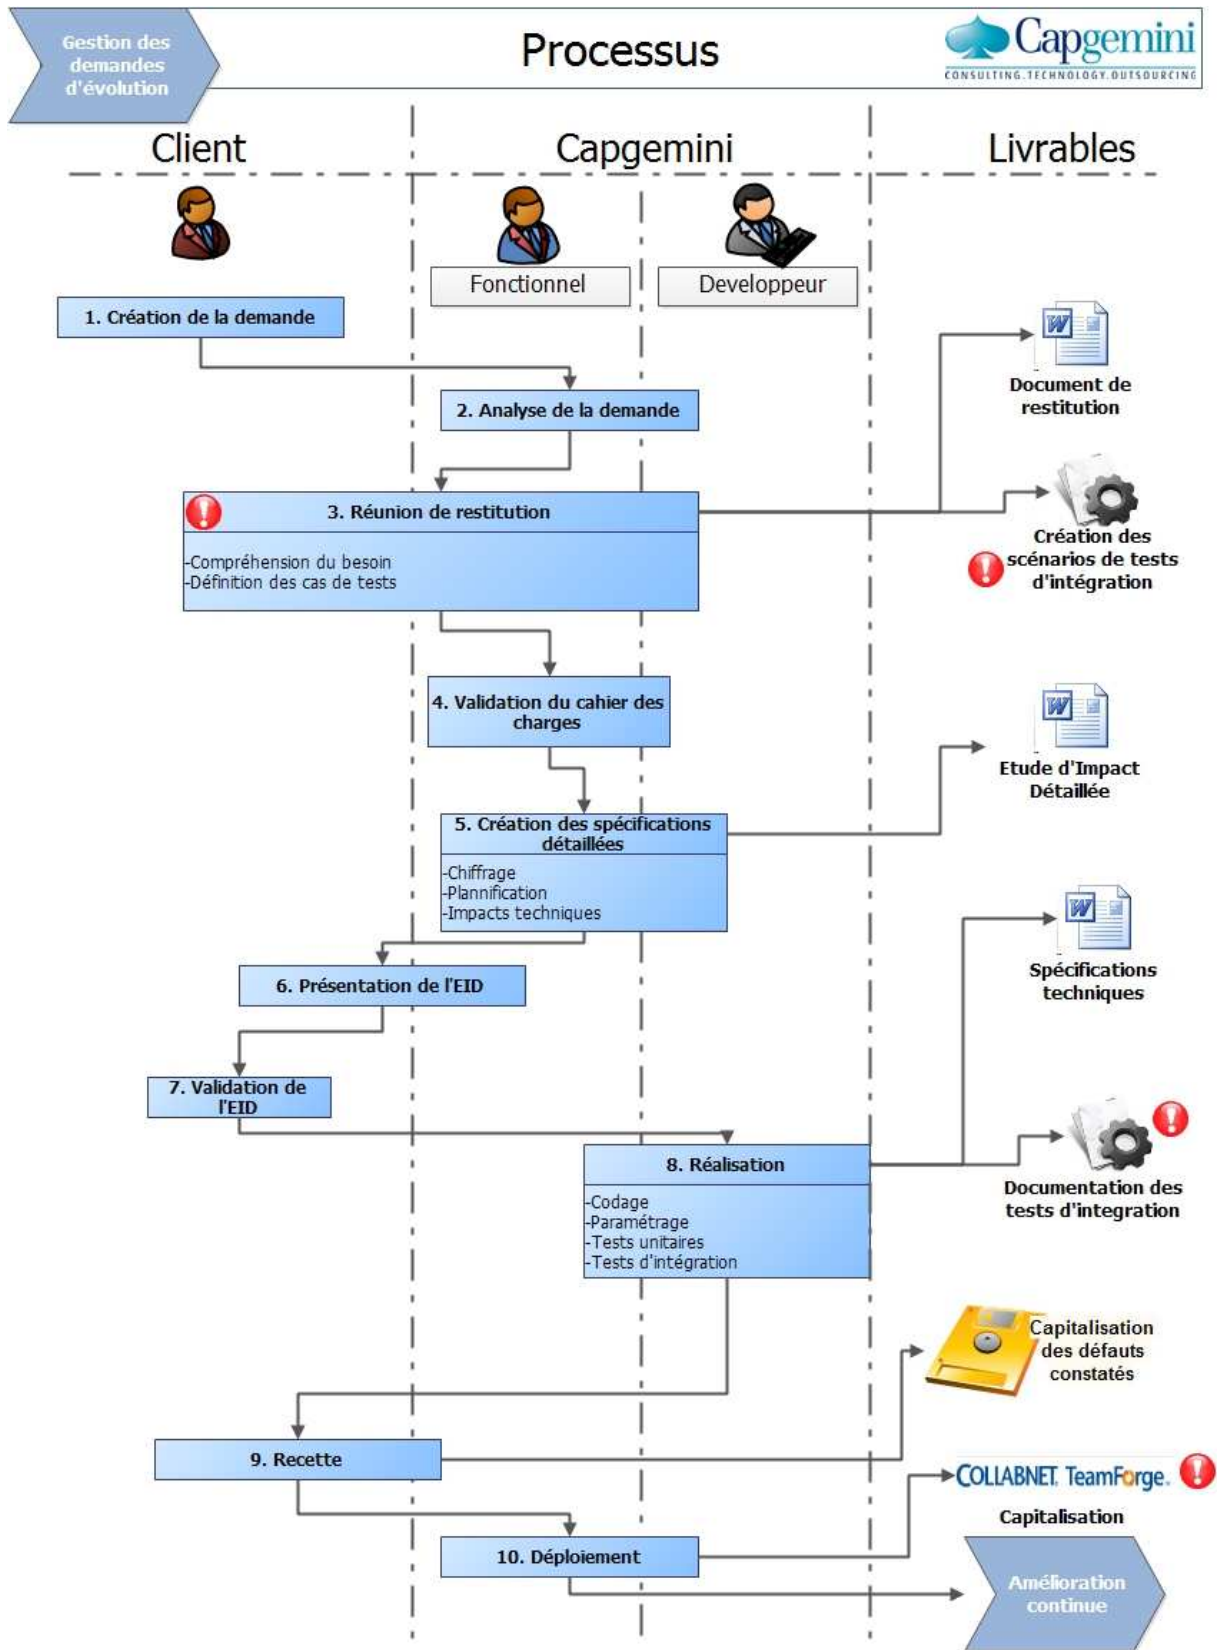 Gestion des
demandes
d'évolution
Processus
Capgemini
CONSULTING.TECHNOLOGY.OUTSOURCING
Client
Capgemini
Livrables
Fonctionnel
Developpeur
1. Création de la demande
Document de
restitution
2. Analyse de la demande
3. Réunion de restitution
-Compréhension du besoin
-Définition des cas de tests
Création des
scénarios de tests
d'intégration
4. Validation du cahier des
charges
Etude d'Impact
Détaillée
5. Création des spécifications
détaillées
-Chiffrage
-Plannification
-Impacts techniques
Spécifications
techniques
6. Présentation de l'EID
7. Validation de
l'EID
8. Réalisation
-Codage
-Paramétrage
-Tests unitaires
-Tests d'intégration
Documentation des
tests d'integration
Capitalisation
des défauts
constatés
9. Recette
COLLABNET TeamForge.
Capitalisation
10. Déploiement
Amélioration
continue